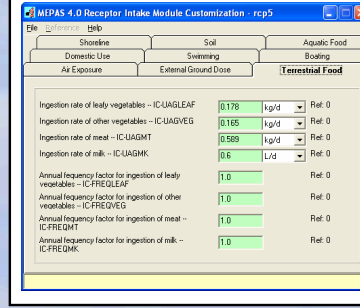 MEPAS 4.0 Receptor Intake Module Customization - rcp5
File Reference Help
Shoreline Soil Aquatic Food
Domestic Use Swimming Boating
Air Exposure External Ground Dose Terrestrial Food
Ingestion rate of leafy vegetables -- IC-UAGLEAF 0.178 kg/d Ref: 0
Ingestion rate of other vegetables -- IC-UAGVEG 0.165 kg/d Ref: 0
Ingestion rate of meat -- IC-UAGMT 0.589 kg/d Ref: 0
Ingestion rate of milk -- IC-UAGMK 0.6 L/d Ref: 0
Annual fequency factor for ingestion of leafy
vegetables -- IC-FREQLEAF 1.0 Ref: 0
Annual fequency factor for ingestion of other
vegetables -- IC-FREQVEG 1.0 Ref: 0
Annual fequency factor for ingestion of meat --
IC-FREQMT 1.0 Ref: 0
Annual fequency factor for ingestion of milk --
IC-FREQMK 1.0 Ref: 0